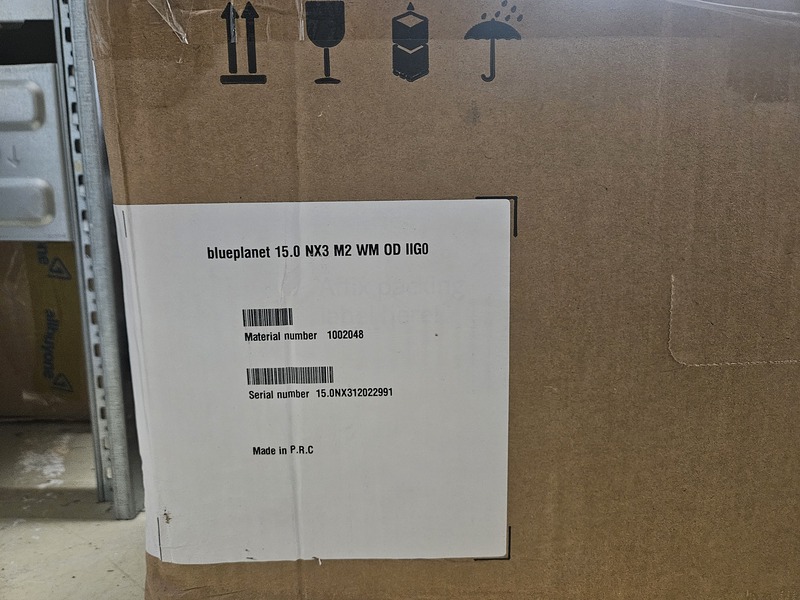 blueplanet 15.0 NX3 M2 WM OD IIG0
Material number 1002048
Serial number 15.0NX312022991
Made in P.R.C